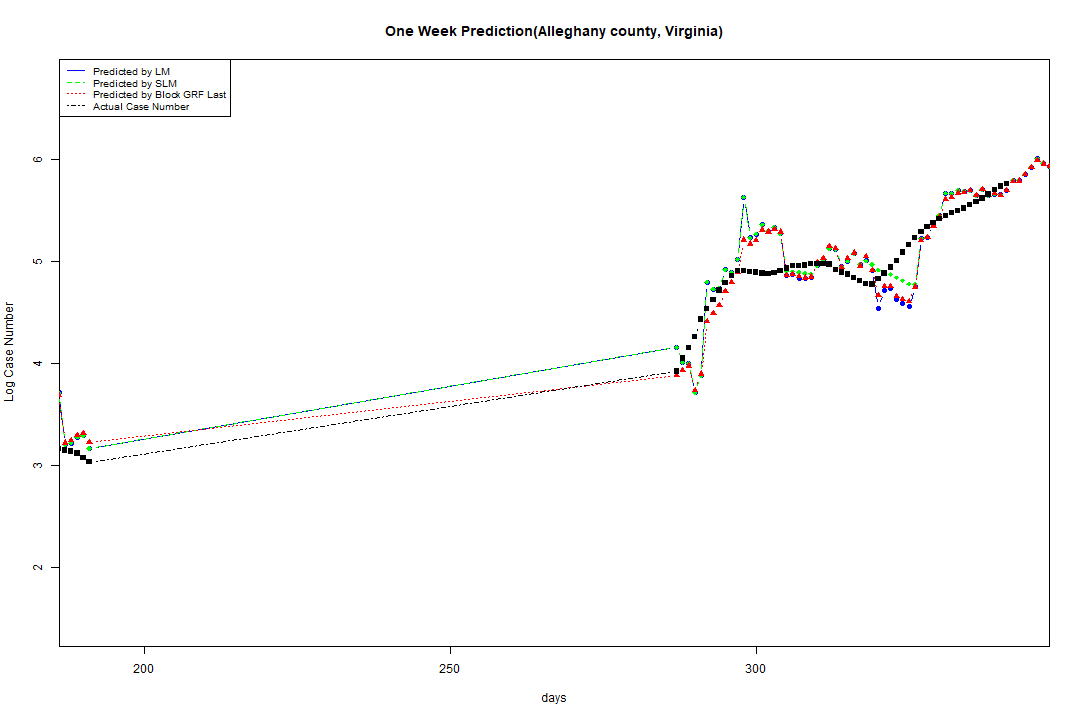 One Week Prediction(Alleghany county, Virginia)
Predicted by LM
Predicted by SLM
Predicted by Block GRF Last
Actual Case Number
6
5
4
3
2
Log Case Number
200 250 300
days